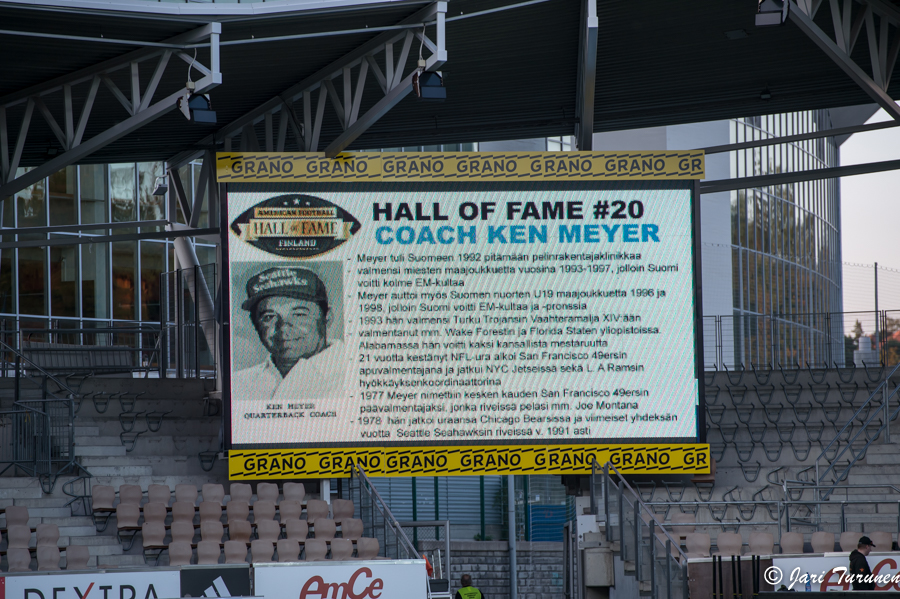 GRANO GRANO GRANO GRANO GRANO GRANO GRANO
AMERICAN FOOTBALL
HALL of FAME
FINLAND
HALL OF FAME #20
COACH KEN MEYER
Seattle
Seahawks
KEN MEYER
QUARTERBACK COACH
- Meyer tuli Suomeen 1992 pitämään pelinrakentajaklinikkaa
valmensi miesten maajoukkuetta vuosina 1993-1997, jolloin Suomi
voitti kolme EM-kultaa
- Meyer auttoi myös Suomen nuorten U19 maajoukkuetta 1996 ja
1998, jolloin Suomi voitti EM-kultaa ja -pronssia
- 1993 hän valmensi Turku Trojansin Vaahteramalja XIV:ään
- valmentanut mm. Wake Forestin ja Florida Staten yliopistoissa.
Alabamassa hän voitti kaksi kansallista mestaruutta
- 21 vuotta kestänyt NFL-ura alkoi San Francisco 49ersin
apuvalmentajana ja jatkui NYC Jetseissä sekä L A Ramsin
hyökkäyksenkoordinaattorina
- 1977 Meyer nimettiin kesken kauden San Francisco 49ersin
päävalmentajaksi, jonka riveissä pelasi mm. Joe Montana
- 1978 hän jatkoi uraansa Chicago Bearsissa ja viimeiset yhdeksän
vuotta Seattle Seahawksin riveissä v. 1991 asti
GRANO GRANO GRANO GRANO GRANO GRANO GR
DEXTRA
adidas
AmCe
© Jari Turunen